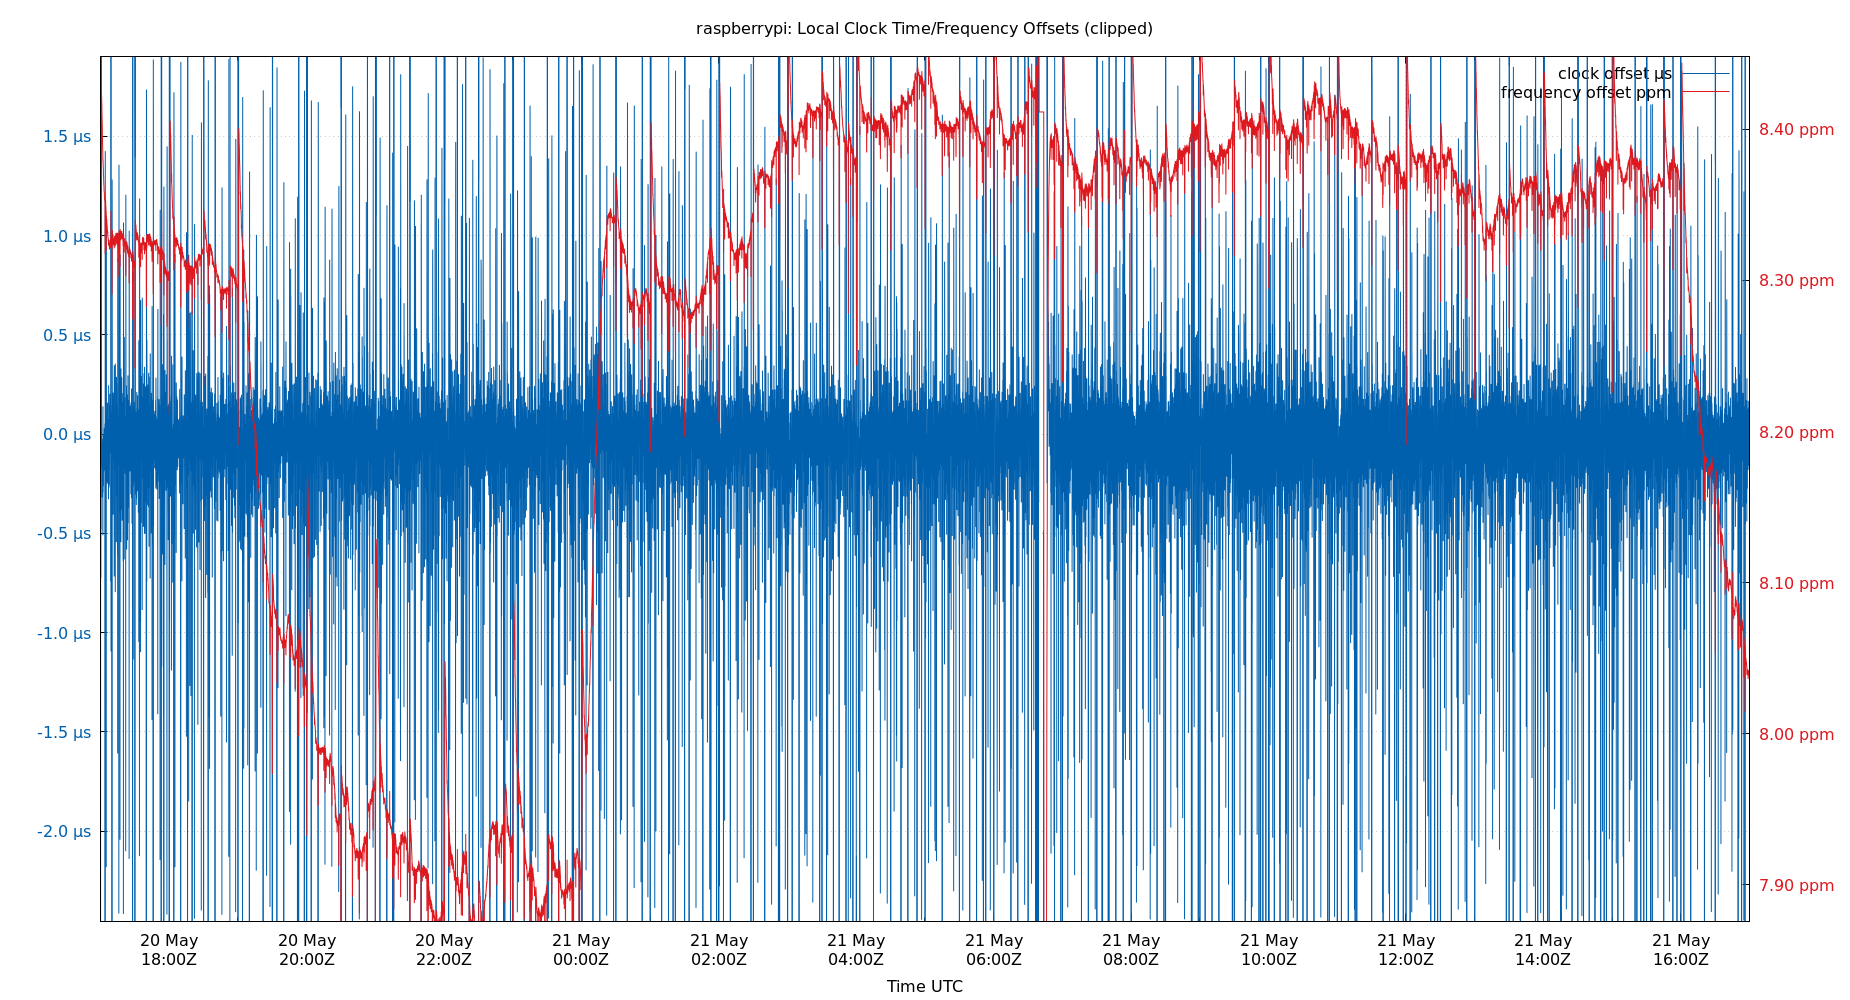 raspberrypi: Local Clock Time/Frequency Offsets (clipped)
clock offset µs
frequency offset ppm
1.5 µs
1.0 µs
0.5 µs
0.0 µs
-0.5 µs
-1.0 µs
-1.5 µs
-2.0 µs
8.40 ppm
8.30 ppm
8.20 ppm
8.10 ppm
8.00 ppm
7.90 ppm
20 May 20 May 20 May 21 May 21 May 21 May 21 May 21 May 21 May 21 May 21 May 21 May
18:00Z 20:00Z 22:00Z 00:00Z 02:00Z 04:00Z 06:00Z 08:00Z 10:00Z 12:00Z 14:00Z 16:00Z
Time UTC